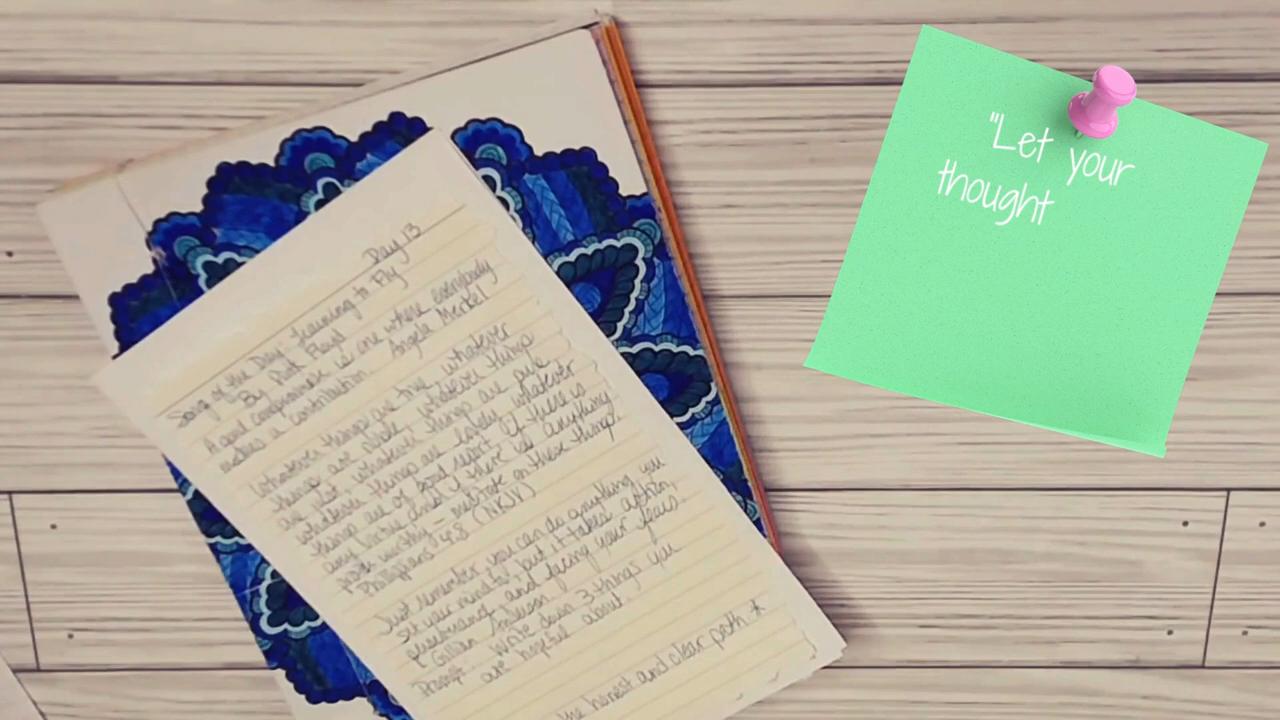 Day 13
Song of the Day Training to Fly
By Pink Floyd
A good compromise is one where everybody
makes a contribution. Angela Merkel
Whatever things are true whatever
things are noble, whatever things
are just whatever things are pure
whatever things are lovely whatever
things are of good report if there is
any virtue and if there is anything
praise worthy - meditate on these things
Philippians 4:8 (NKJV)
Just remember you can do anything you
set your mind to, but it takes action,
perseverance, and facing your fears.
Gillian Anderson
Prompt... Write down 3 things you
are hopeful about.
the honest and clear path
"Let your
thought